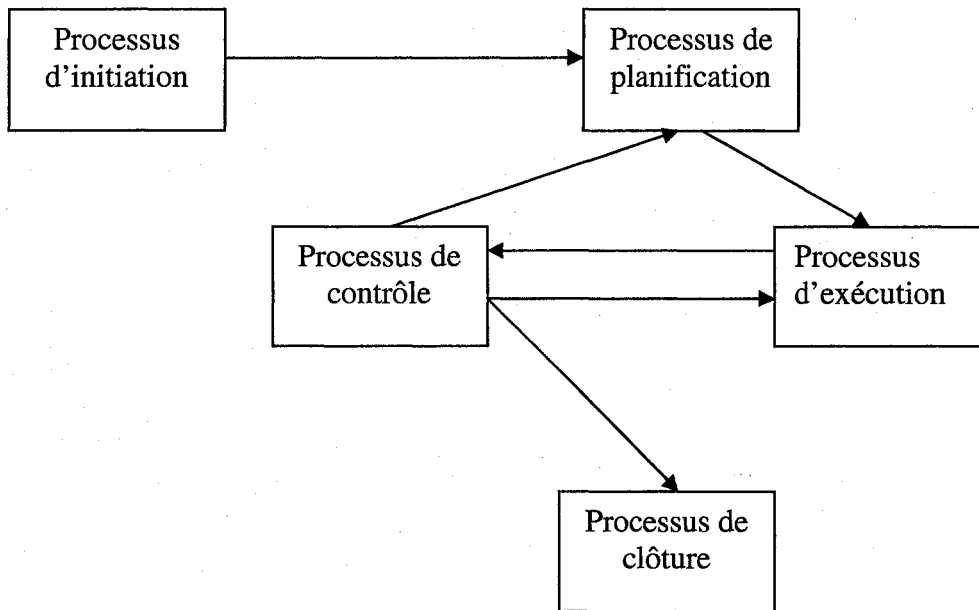 Processus
d'initiation
Processus de
planification
Processus de
contrôle
Processus
d'exécution
Processus de
clôture